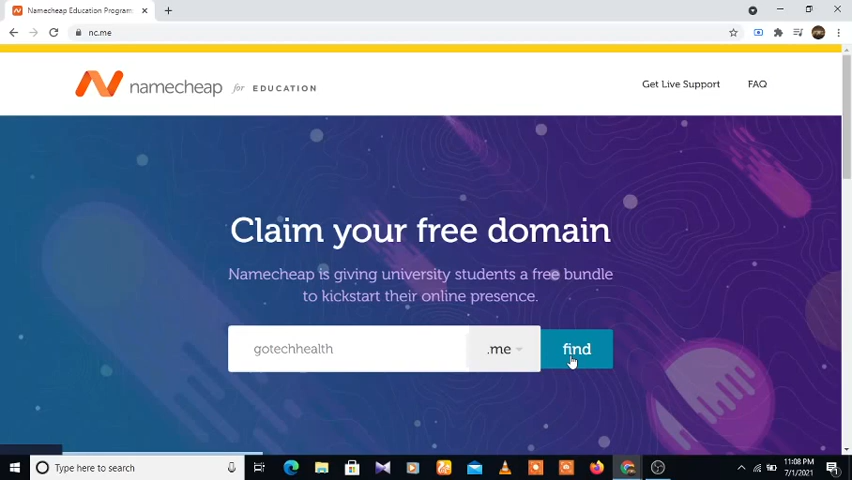 Namecheap Education Program
nc.me
namecheap for EDUCATION
Get Live Support
FAQ
Claim your free domain
Namecheap is giving university students a free bundle
to kickstart their online presence.
gotechhealth
.me
find
Type here to search
11:08 PM
7/1/2021